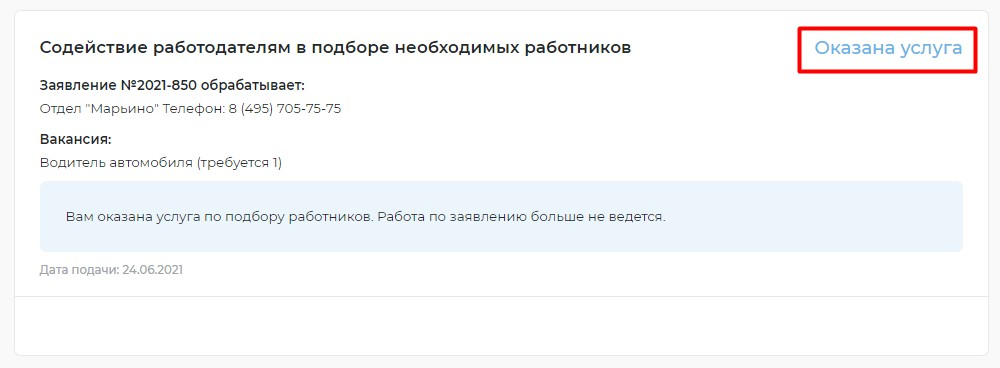 Содействие работодателям в подборе необходимых работников
Оказана услуга
Заявление №2021-850 обрабатывает:
Отдел "Марьино" Телефон: 8 (495) 705-75-75
Вакансия:
Водитель автомобиля (требуется 1)
Вам оказана услуга по подбору работников. Работа по заявлению больше не ведется.
Дата подачи: 24.06.2021